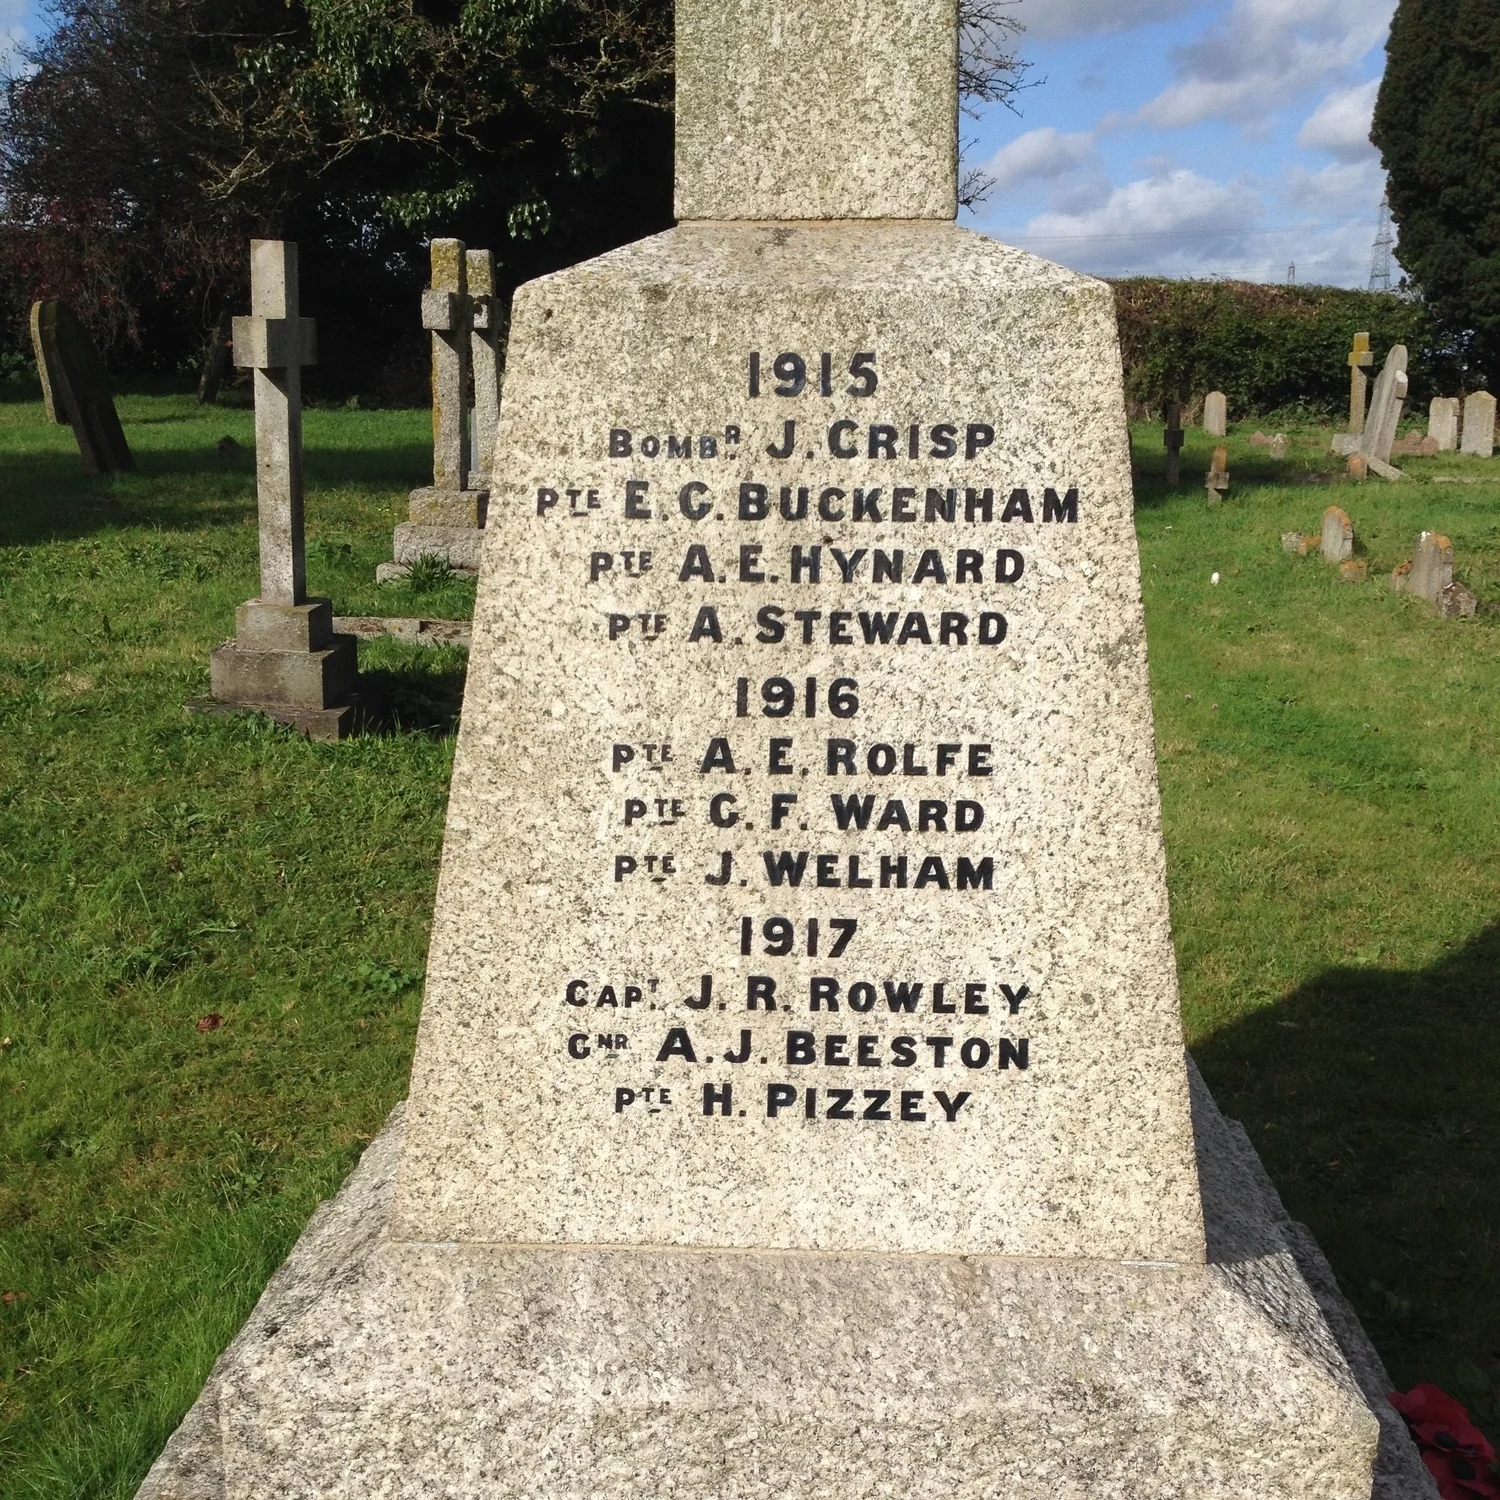 1915
BOMBR. J. CRISP
PTE E. G. BUCKENHAM
PTE A. E. HYNARD
PTE A. STEWARD
1916
PTE A. E. ROLFE
PTE G. F. WARD
PTE J. WELHAM
1917
CAPT. J. R. ROWLEY
GNR A. J. BEESTON
PTE H. PIZZEY